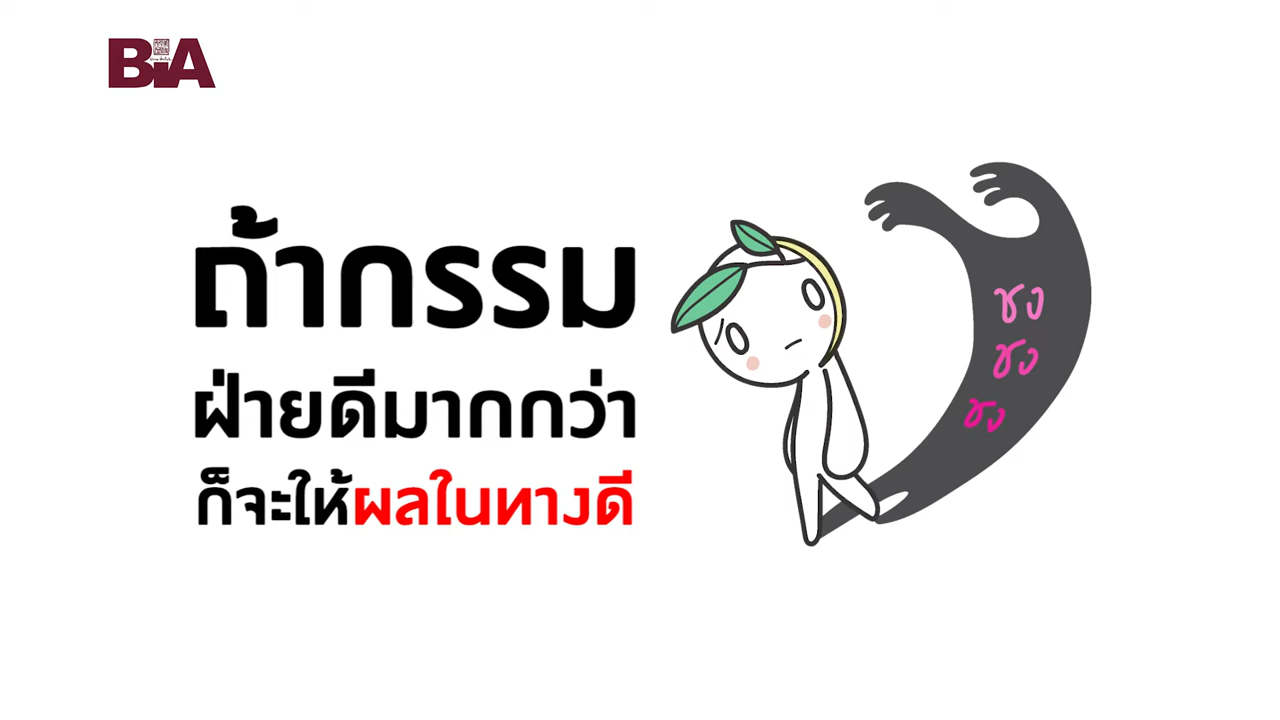 BiA
ถ้ากรรม
ฝ่ายดีมากกว่า
ก็จะให้ผลในทางดี
ชง
ชง
ชง